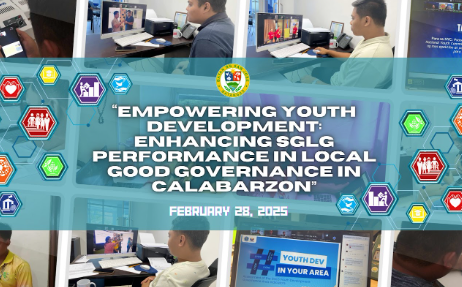 "EMPOWERING YOUTH
DEVELOPMENT:
ENHANCING SGLG
PERFORMANCE IN LOCAL
GOOD GOVERNANCE IN
CALABARZON"
FEBRUARY 28, 2025
YOUTH DEV
IN YOUR AREA